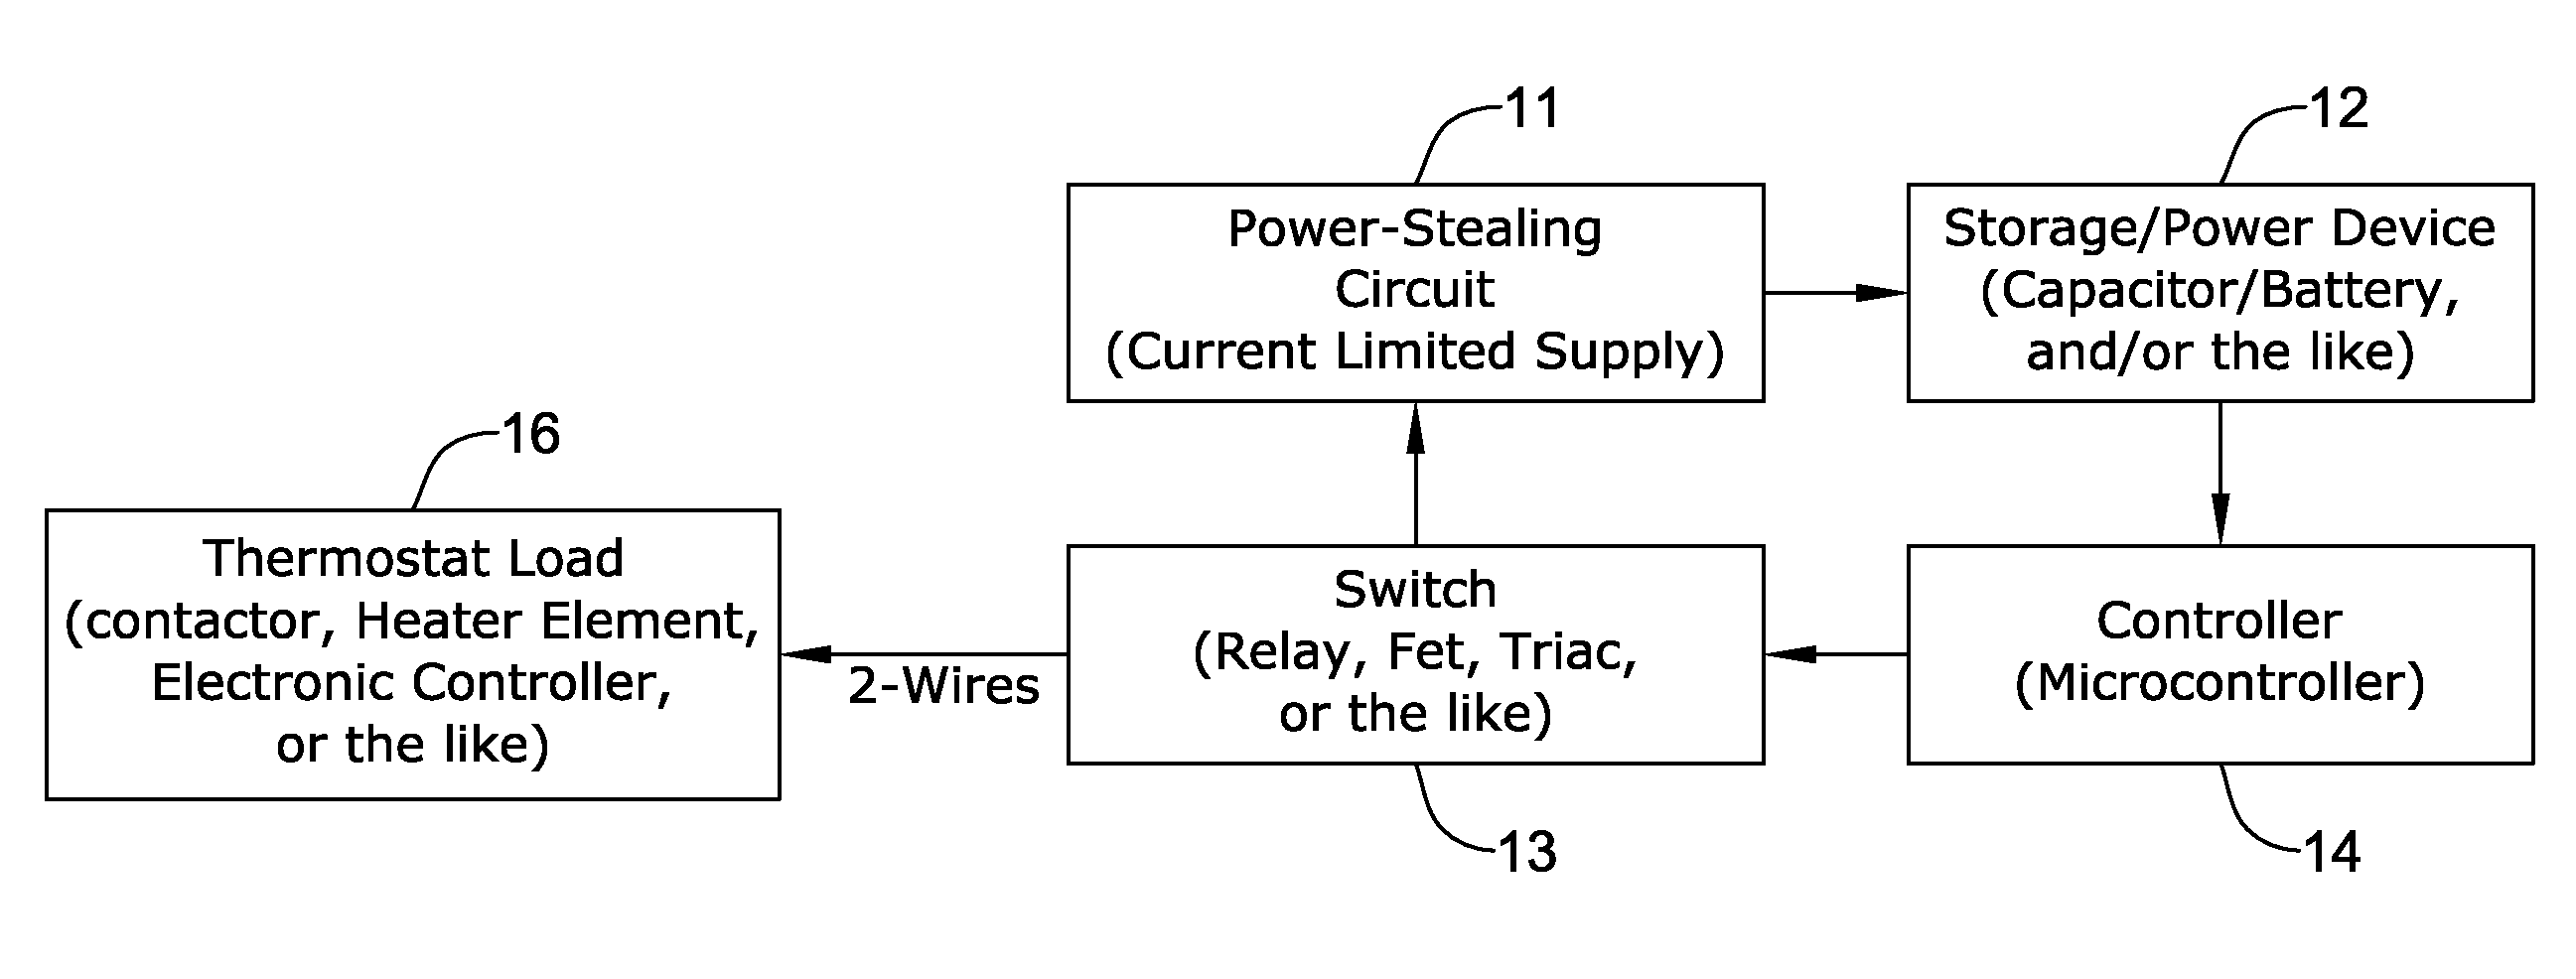 11
Power-Stealing
Circuit
(Current Limited Supply)
12
Storage/Power Device
(Capacitor/Battery,
and/or the like)
16
Thermostat Load
(contactor, Heater Element,
Electronic Controller,
or the like)
2-Wires
Switch
(Relay, Fet, Triac,
or the like)
13
Controller
(Microcontroller)
14